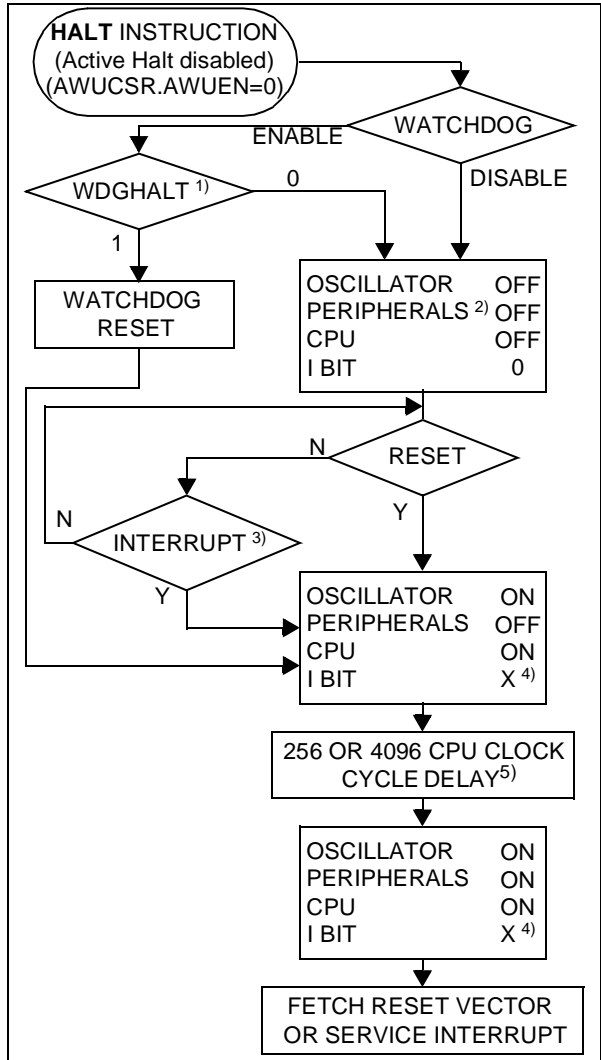 HALT INSTRUCTION
(Active Halt disabled)
(AWUCSR.AWUEN=0)
WATCHDOG
ENABLE
DISABLE
WDGHALT 1)
0
1
WATCHDOG
RESET
OSCILLATOR OFF
PERIPHERALS 2) OFF
CPU OFF
I BIT 0
RESET
N
Y
INTERRUPT 3)
N
Y
OSCILLATOR ON
PERIPHERALS OFF
CPU ON
I BIT X 4)
256 OR 4096 CPU CLOCK
CYCLE DELAY5)
OSCILLATOR ON
PERIPHERALS ON
CPU ON
I BIT X 4)
FETCH RESET VECTOR
OR SERVICE INTERRUPT